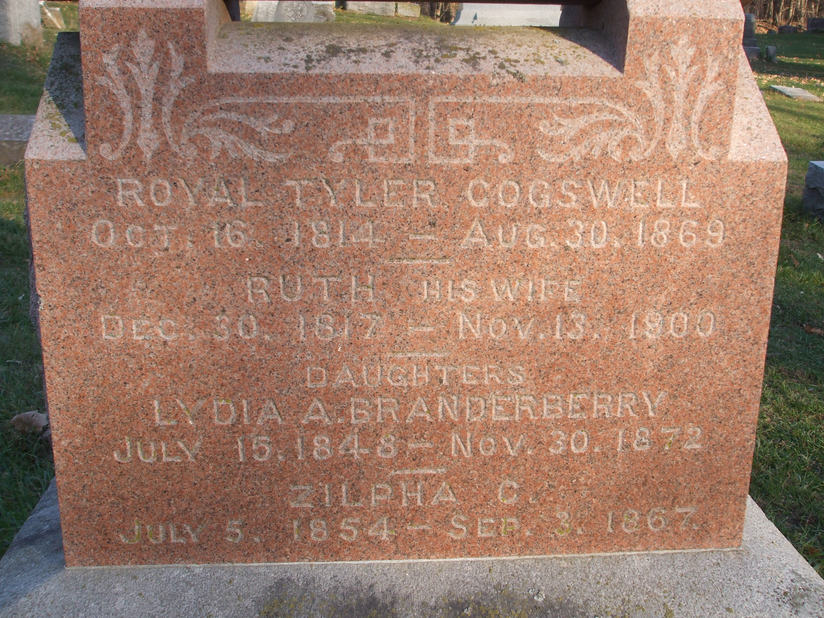 ROYAL TYLER COGSWELL
OCT. 16. 1814 — AUG. 30. 1869
RUTH HIS WIFE
DEC. 30. 1817 — NOV. 13. 1900
DAUGHTERS
LYDIA A. BRANDERBERRY
JULY 15. 1848 — NOV. 30. 1872
ZILPHA C.
JULY 5. 1854 — SEP. 3. 1867.